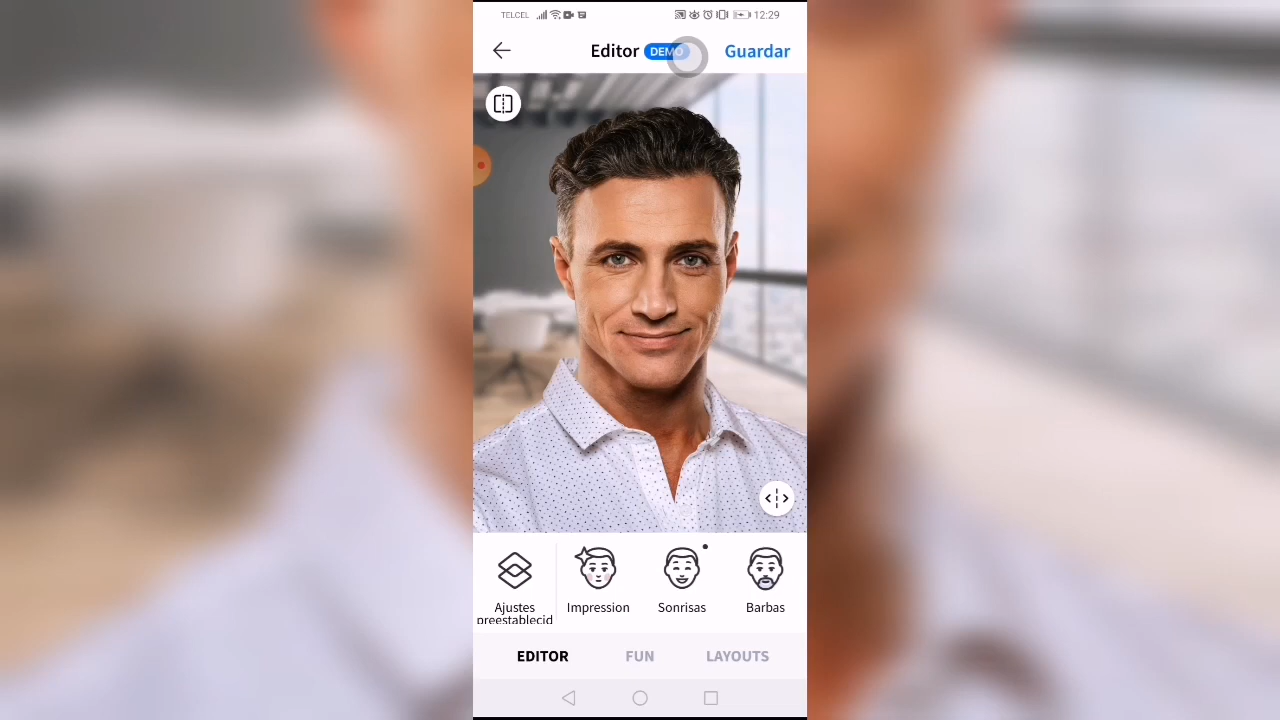 TELCEL 12:29
Editor DEMO Guardar
Ajustes
preestablecid
Impression
Sonrisas
Barbas
EDITOR FUN LAYOUTS